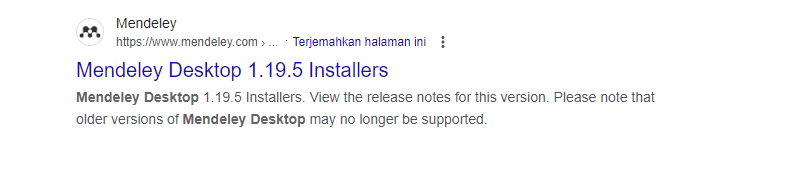 Mendeley
https://www.mendeley.com › ... · Terjemahkan halaman ini
Mendeley Desktop 1.19.5 Installers
Mendeley Desktop 1.19.5 Installers. View the release notes for this version. Please note that
older versions of Mendeley Desktop may no longer be supported.